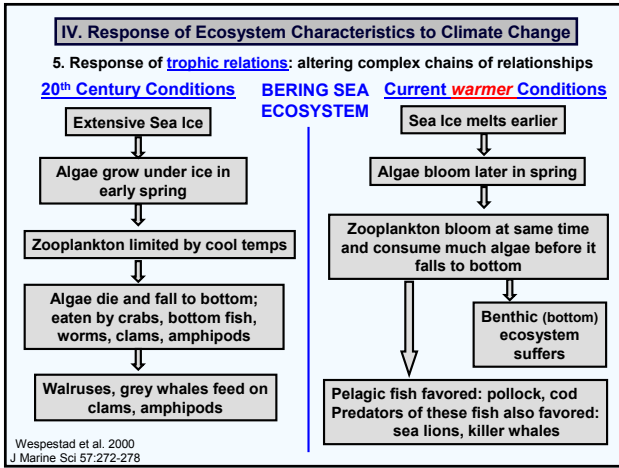 IV. Response of Ecosystem Characteristics to Climate Change
5. Response of trophic relations: altering complex chains of relationships
20th Century Conditions
BERING SEA
ECOSYSTEM
Current warmer Conditions
Extensive Sea Ice
Algae grow under ice in
early spring
Zooplankton limited by cool temps
Algae die and fall to bottom;
eaten by crabs, bottom fish,
worms, clams, amphipods
Walruses, grey whales feed on
clams, amphipods
Sea Ice melts earlier
Algae bloom later in spring
Zooplankton bloom at same time
and consume much algae before it
falls to bottom
Benthic (bottom)
ecosystem
suffers
Pelagic fish favored: pollock, cod
Predators of these fish also favored:
sea lions, killer whales
Wespestad et al. 2000
J Marine Sci 57:272-278